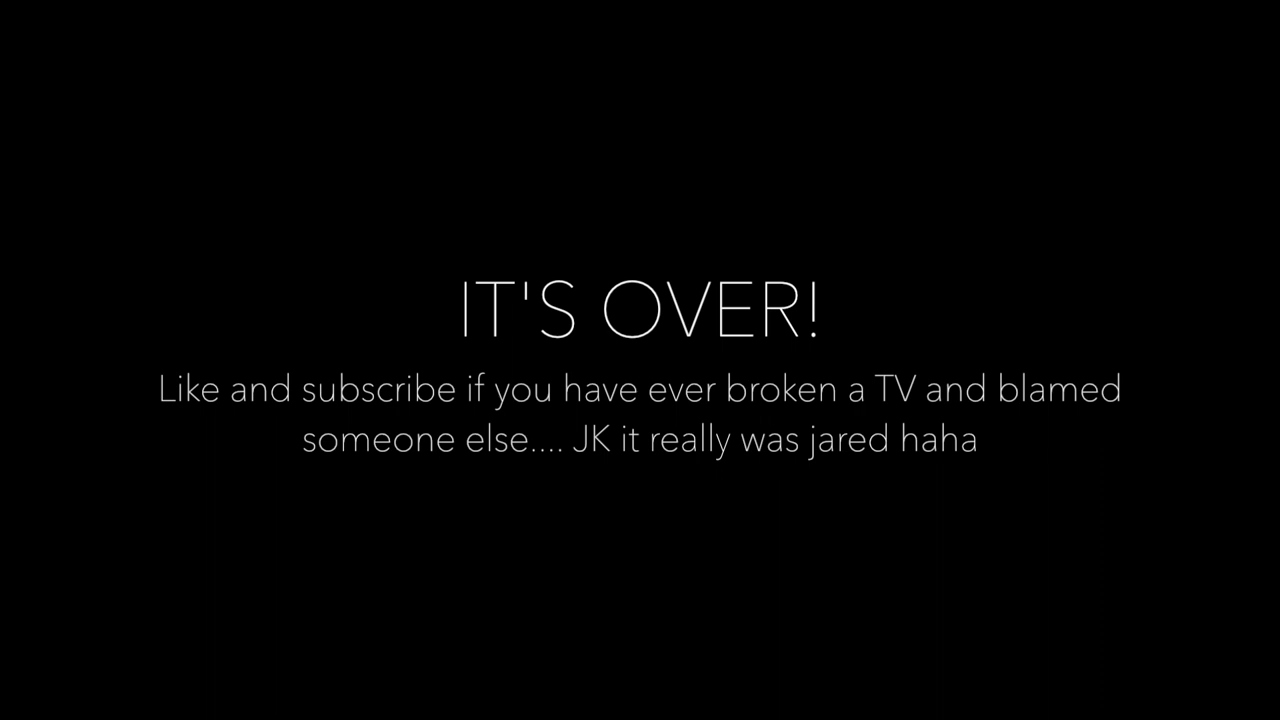 IT'S OVER!
Like and subscribe if you have ever broken a TV and blamed
someone else.... JK it really was jared haha